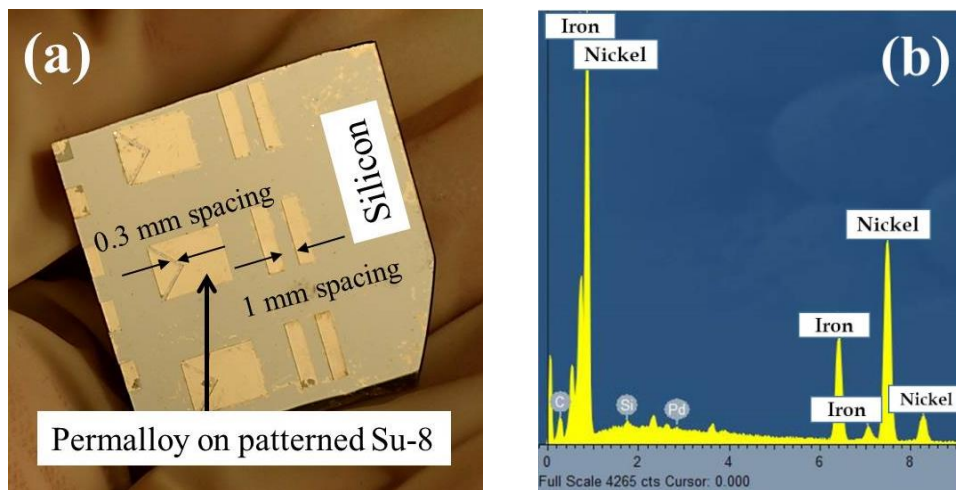 (a)
Silicon
0.3 mm spacing
1 mm spacing
Permalloy on patterned Su-8
(b)
Iron
Nickel
Nickel
Iron
Iron
Nickel
C
Si
Pd
0 2 4 6 8
Full Scale 4265 cts Cursor: 0.000